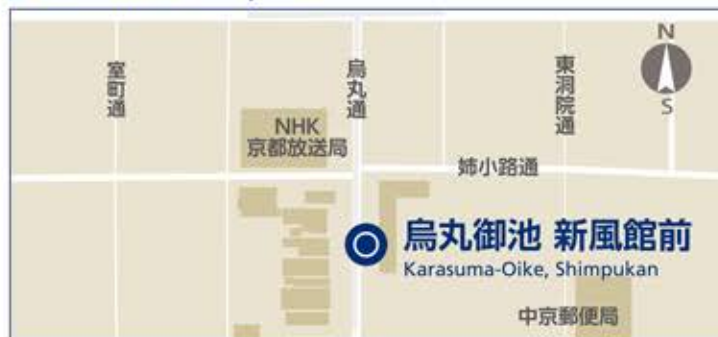 室町通
烏丸通
東洞院通
N
S
NHK
京都放送局
姉小路通
烏丸御池 新風館前
Karasuma-Oike, Shimpukan
中京郵便局